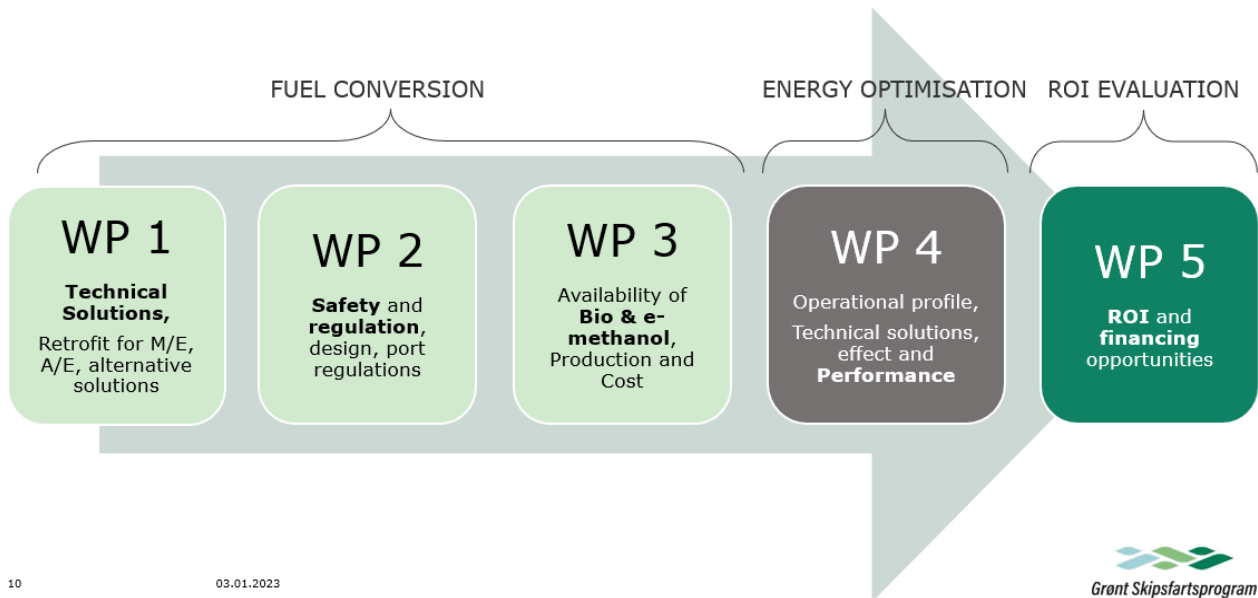 FUEL CONVERSION
ENERGY OPTIMISATION
ROI EVALUATION
WP 1
Technical
Solutions,
Retrofit for M/E,
A/E, alternative
solutions
WP 2
Safety and
regulation,
design, port
regulations
WP 3
Availability of
Bio & e-
methanol,
Production and
Cost
WP 4
Operational profile,
Technical solutions,
effect and
Performance
WP 5
ROI and
financing
opportunities
10
03.01.2023
Grønt Skipsfartsprogram